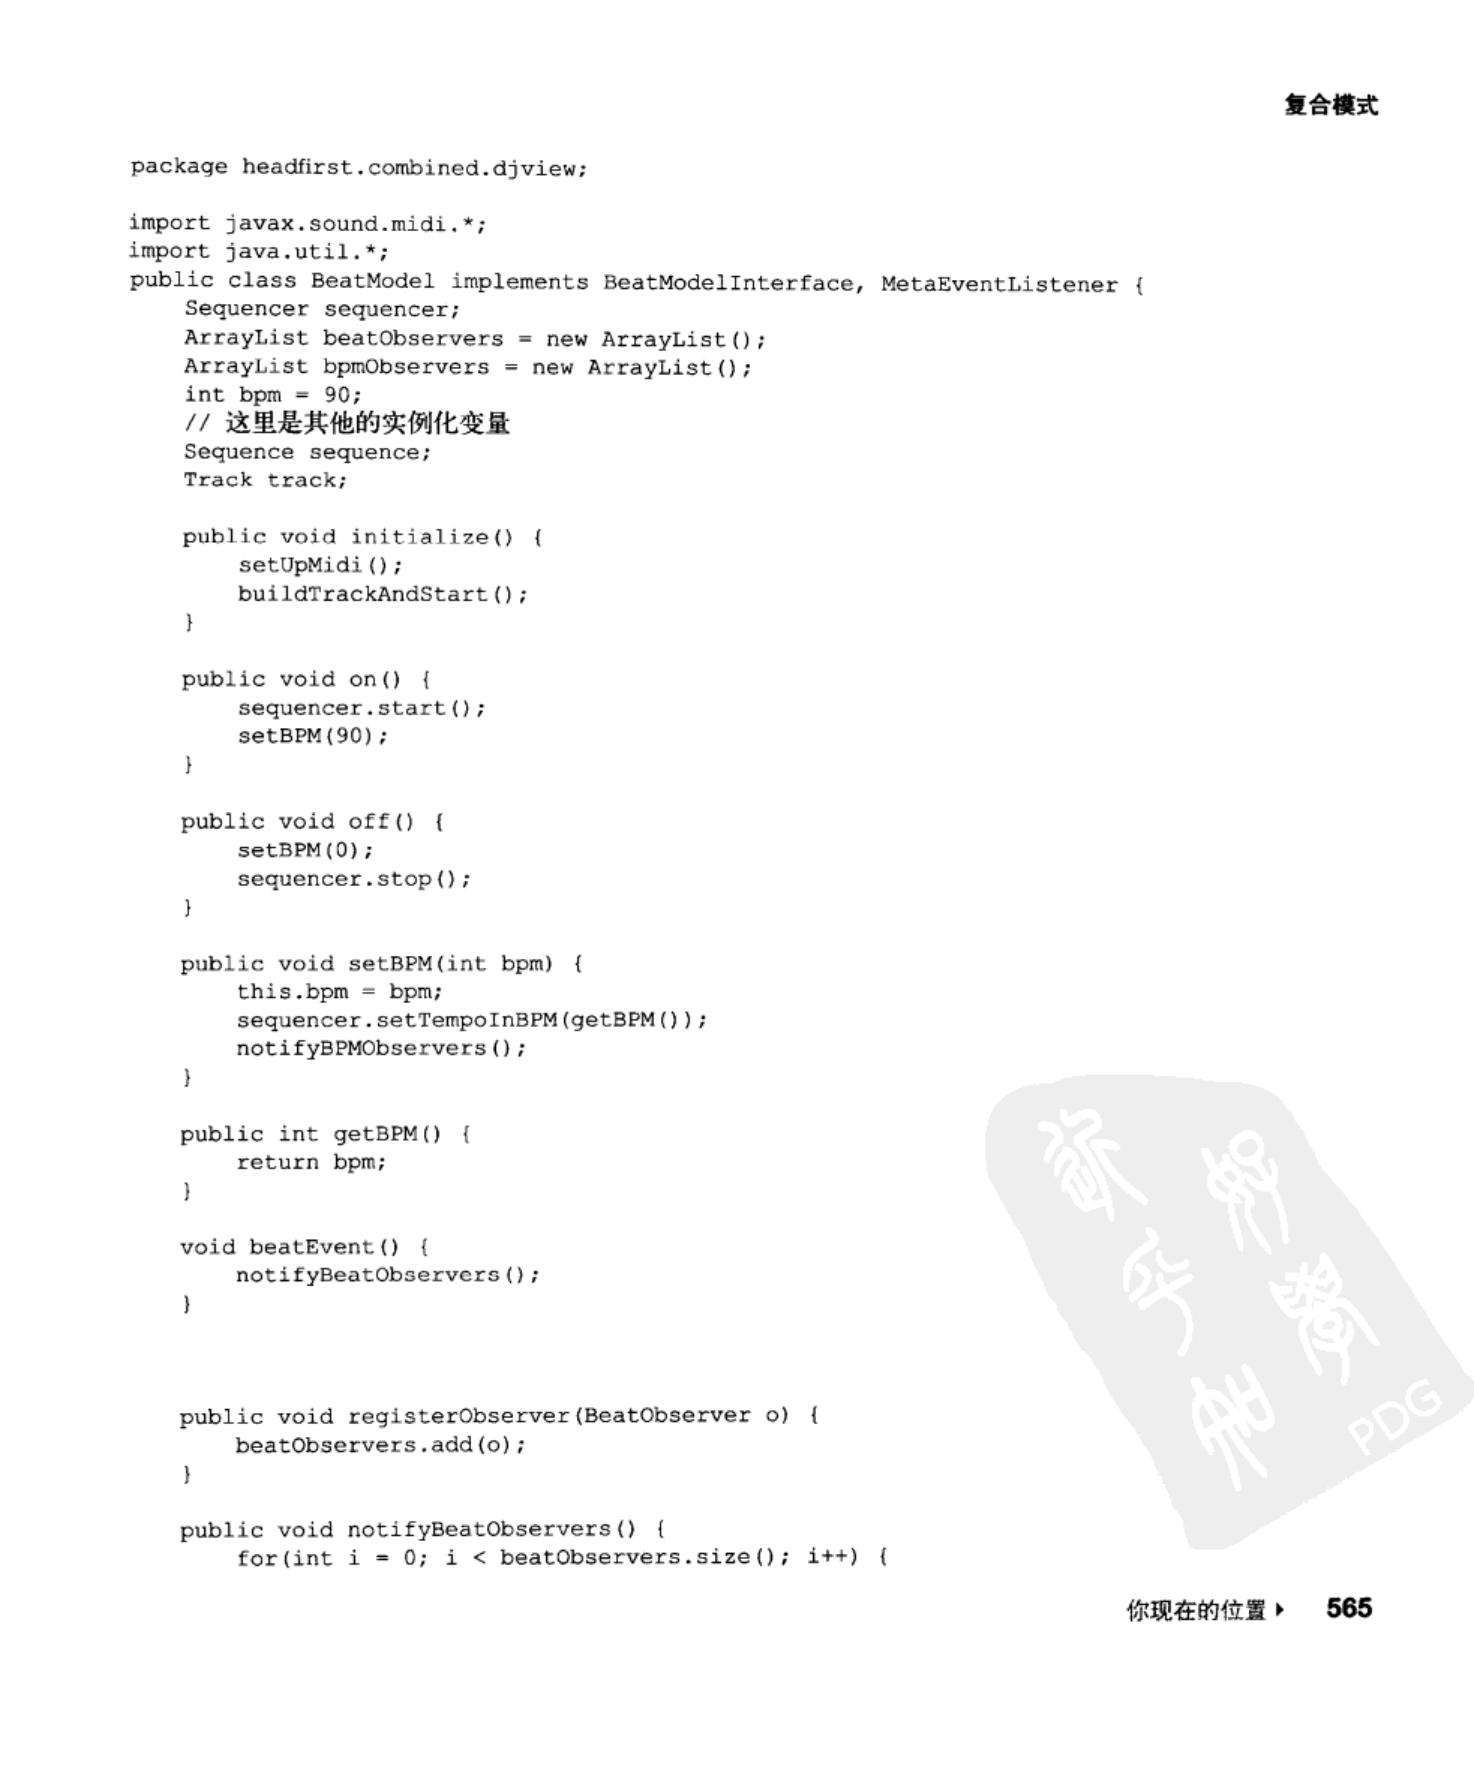 复合模式
package headfirst.combined.djview;
import javax.sound.midi.*;
import java.util.*;
public class BeatModel implements BeatModelInterface, MetaEventListener {
    Sequencer sequencer;
    ArrayList beatObservers = new ArrayList();
    ArrayList bpmObservers = new ArrayList();
    int bpm = 90;
    // 这里是其他的实例化变量
    Sequence sequence;
    Track track;
    public void initialize() {
        setUpMidi();
        buildTrackAndStart();
    }
    public void on() {
        sequencer.start();
        setBPM(90);
    }
    public void off() {
        setBPM(0);
        sequencer.stop();
    }
    public void setBPM(int bpm) {
        this.bpm = bpm;
        sequencer.setTempoInBPM(getBPM());
        notifyBPMObservers();
    }
    public int getBPM() {
        return bpm;
    }
    void beatEvent() {
        notifyBeatObservers();
    }
    public void registerObserver(BeatObserver o) {
        beatObservers.add(o);
    }
    public void notifyBeatObservers() {
        for(int i = 0; i < beatObservers.size(); i++) {
PDG
你现在的位置 ▸ 565